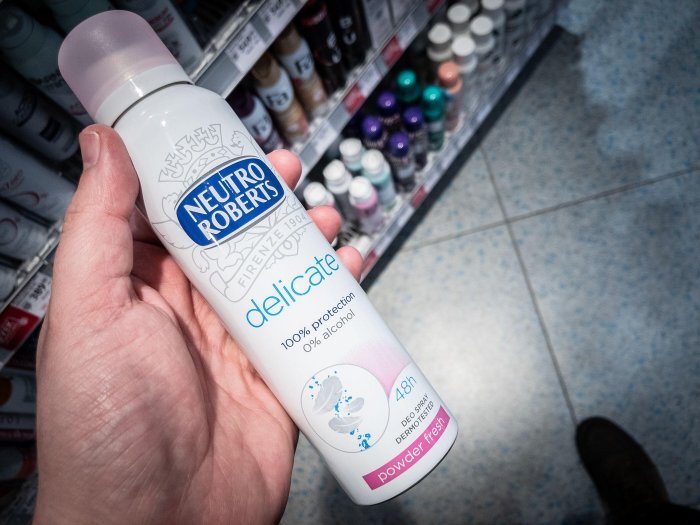 NEUTRO
ROBERTS
FIRENZE 1904
delicate
100% protection
0% alcohol
48h
DEO SPRAY
DERMOTESTED
powder fresh